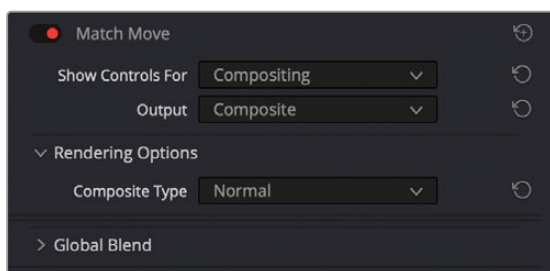 Match Move
Show Controls For Compositing
Output Composite
Rendering Options
Composite Type Normal
Global Blend